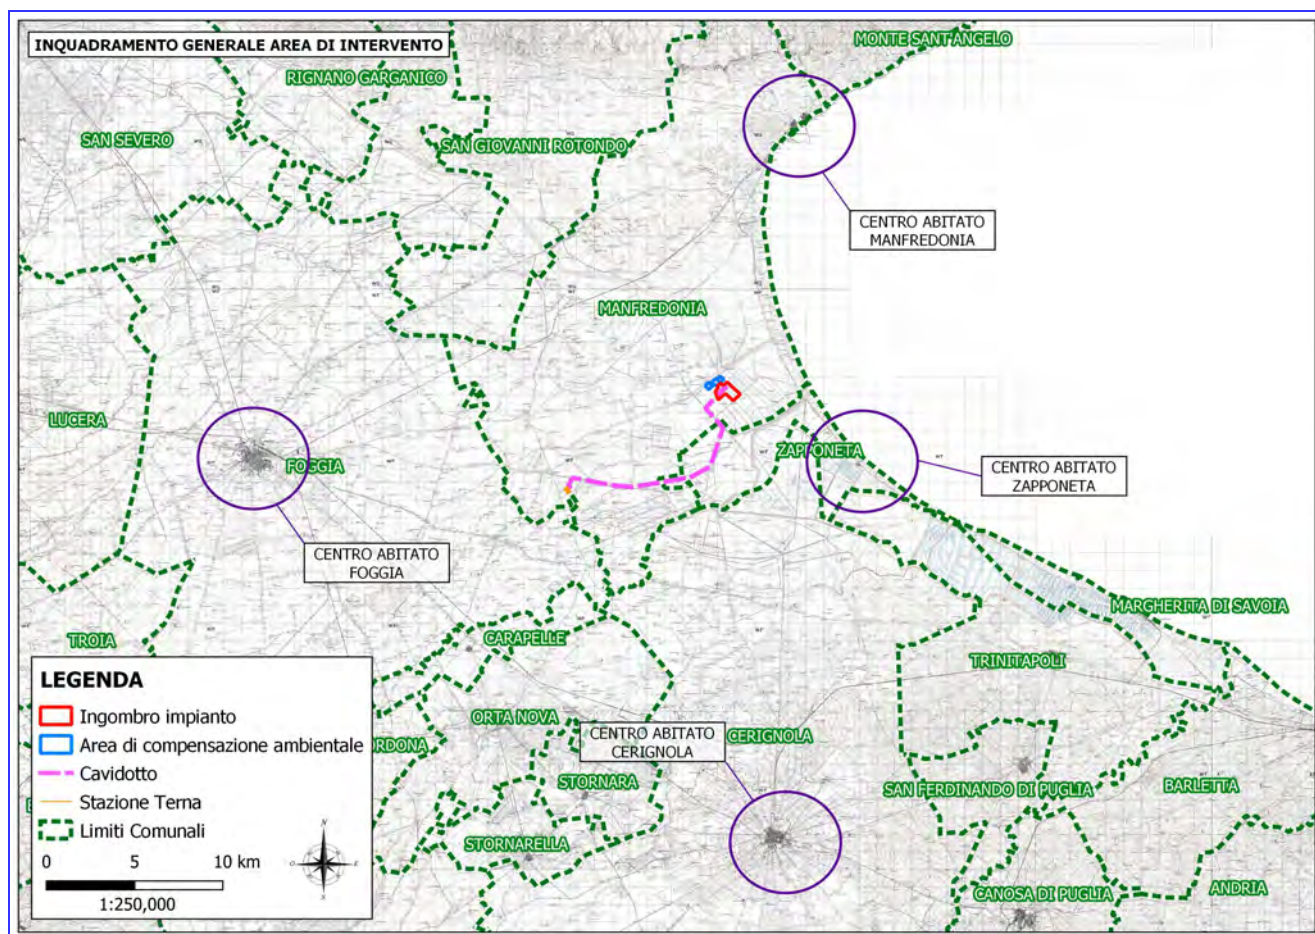 INQUADRAMENTO GENERALE AREA DI INTERVENTO
MONTE SANT'ANGELO
RIGNANO GARGANICO
SAN SEVERO
SAN GIOVANNI ROTONDO
CENTRO ABITATO
MANFREDONIA
MANFREDONIA
LUCERA
FOGGIA
ZAPPONETA
CENTRO ABITATO
ZAPPONETA
CENTRO ABITATO
FOGGIA
MARGHERITA DI SAVOIA
TROIA
CARAPELLE
TRINITAPOLI
ORTA NOVA
CENTRO ABITATO
CERIGNOLA
CERIGNOLA
ORDONA
STORNARA
SAN FERDINANDO DI PUGLIA
BARLETTA
STORNARELLA
CANOSA DI PUGLIA
ANDRIA
LEGENDA
Ingombro impianto
Area di compensazione ambientale
Cavidotto
Stazione Terna
Limiti Comunali
0 5 10 km
1:250,000
N
O E
S